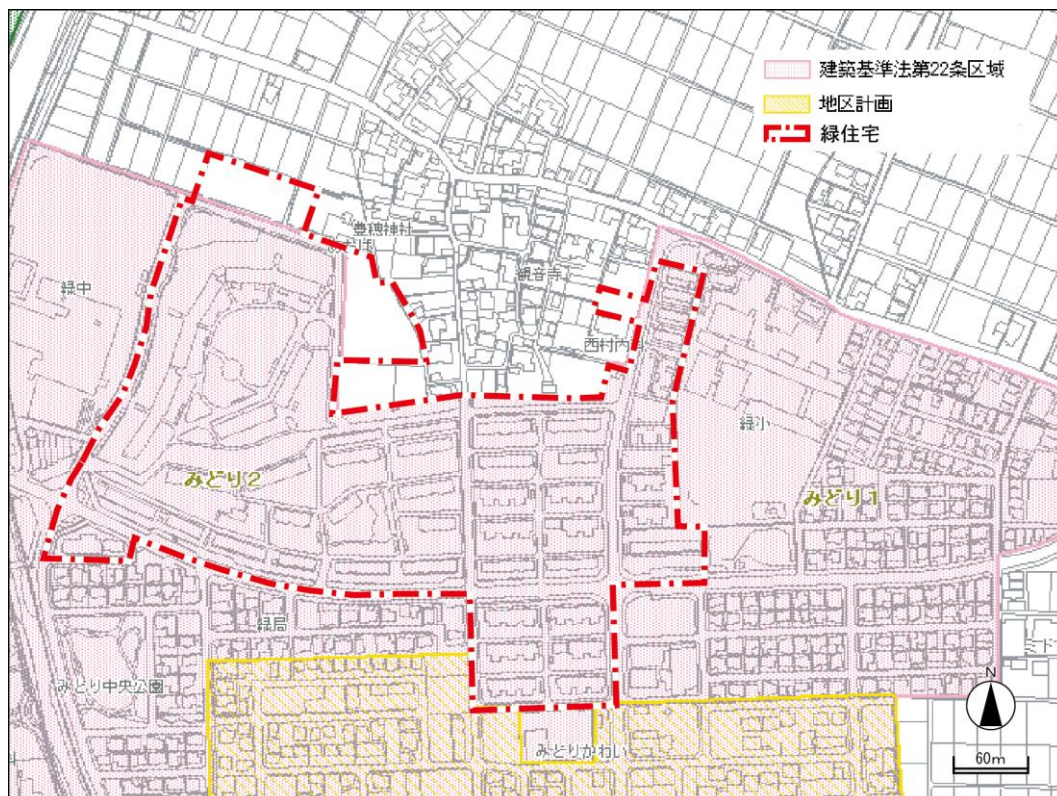 建築基準法第22条区域
地区計画
緑住宅
豊穂神社
観音寺
緑中
西村内科
緑小
みどり2
みどり1
緑局
みどり中央公園
みどりかわい
N
60m